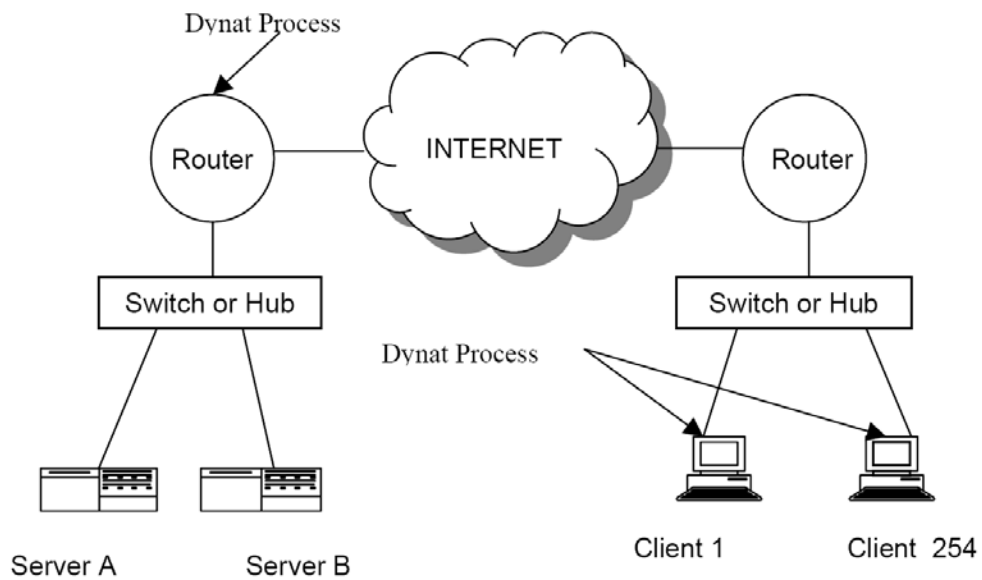 Dynat Process
Router
INTERNET
Router
Switch or Hub
Switch or Hub
Dynat Process
Server A
Server B
Client 1
Client 254